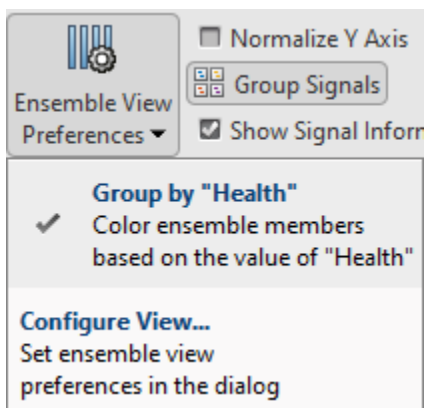 Normalize Y Axis
Group Signals
Ensemble View
Preferences
Show Signal
Group by "Health"
Color ensemble members
based on the value of "Health"
Configure View...
Set ensemble view
preferences in the dialog